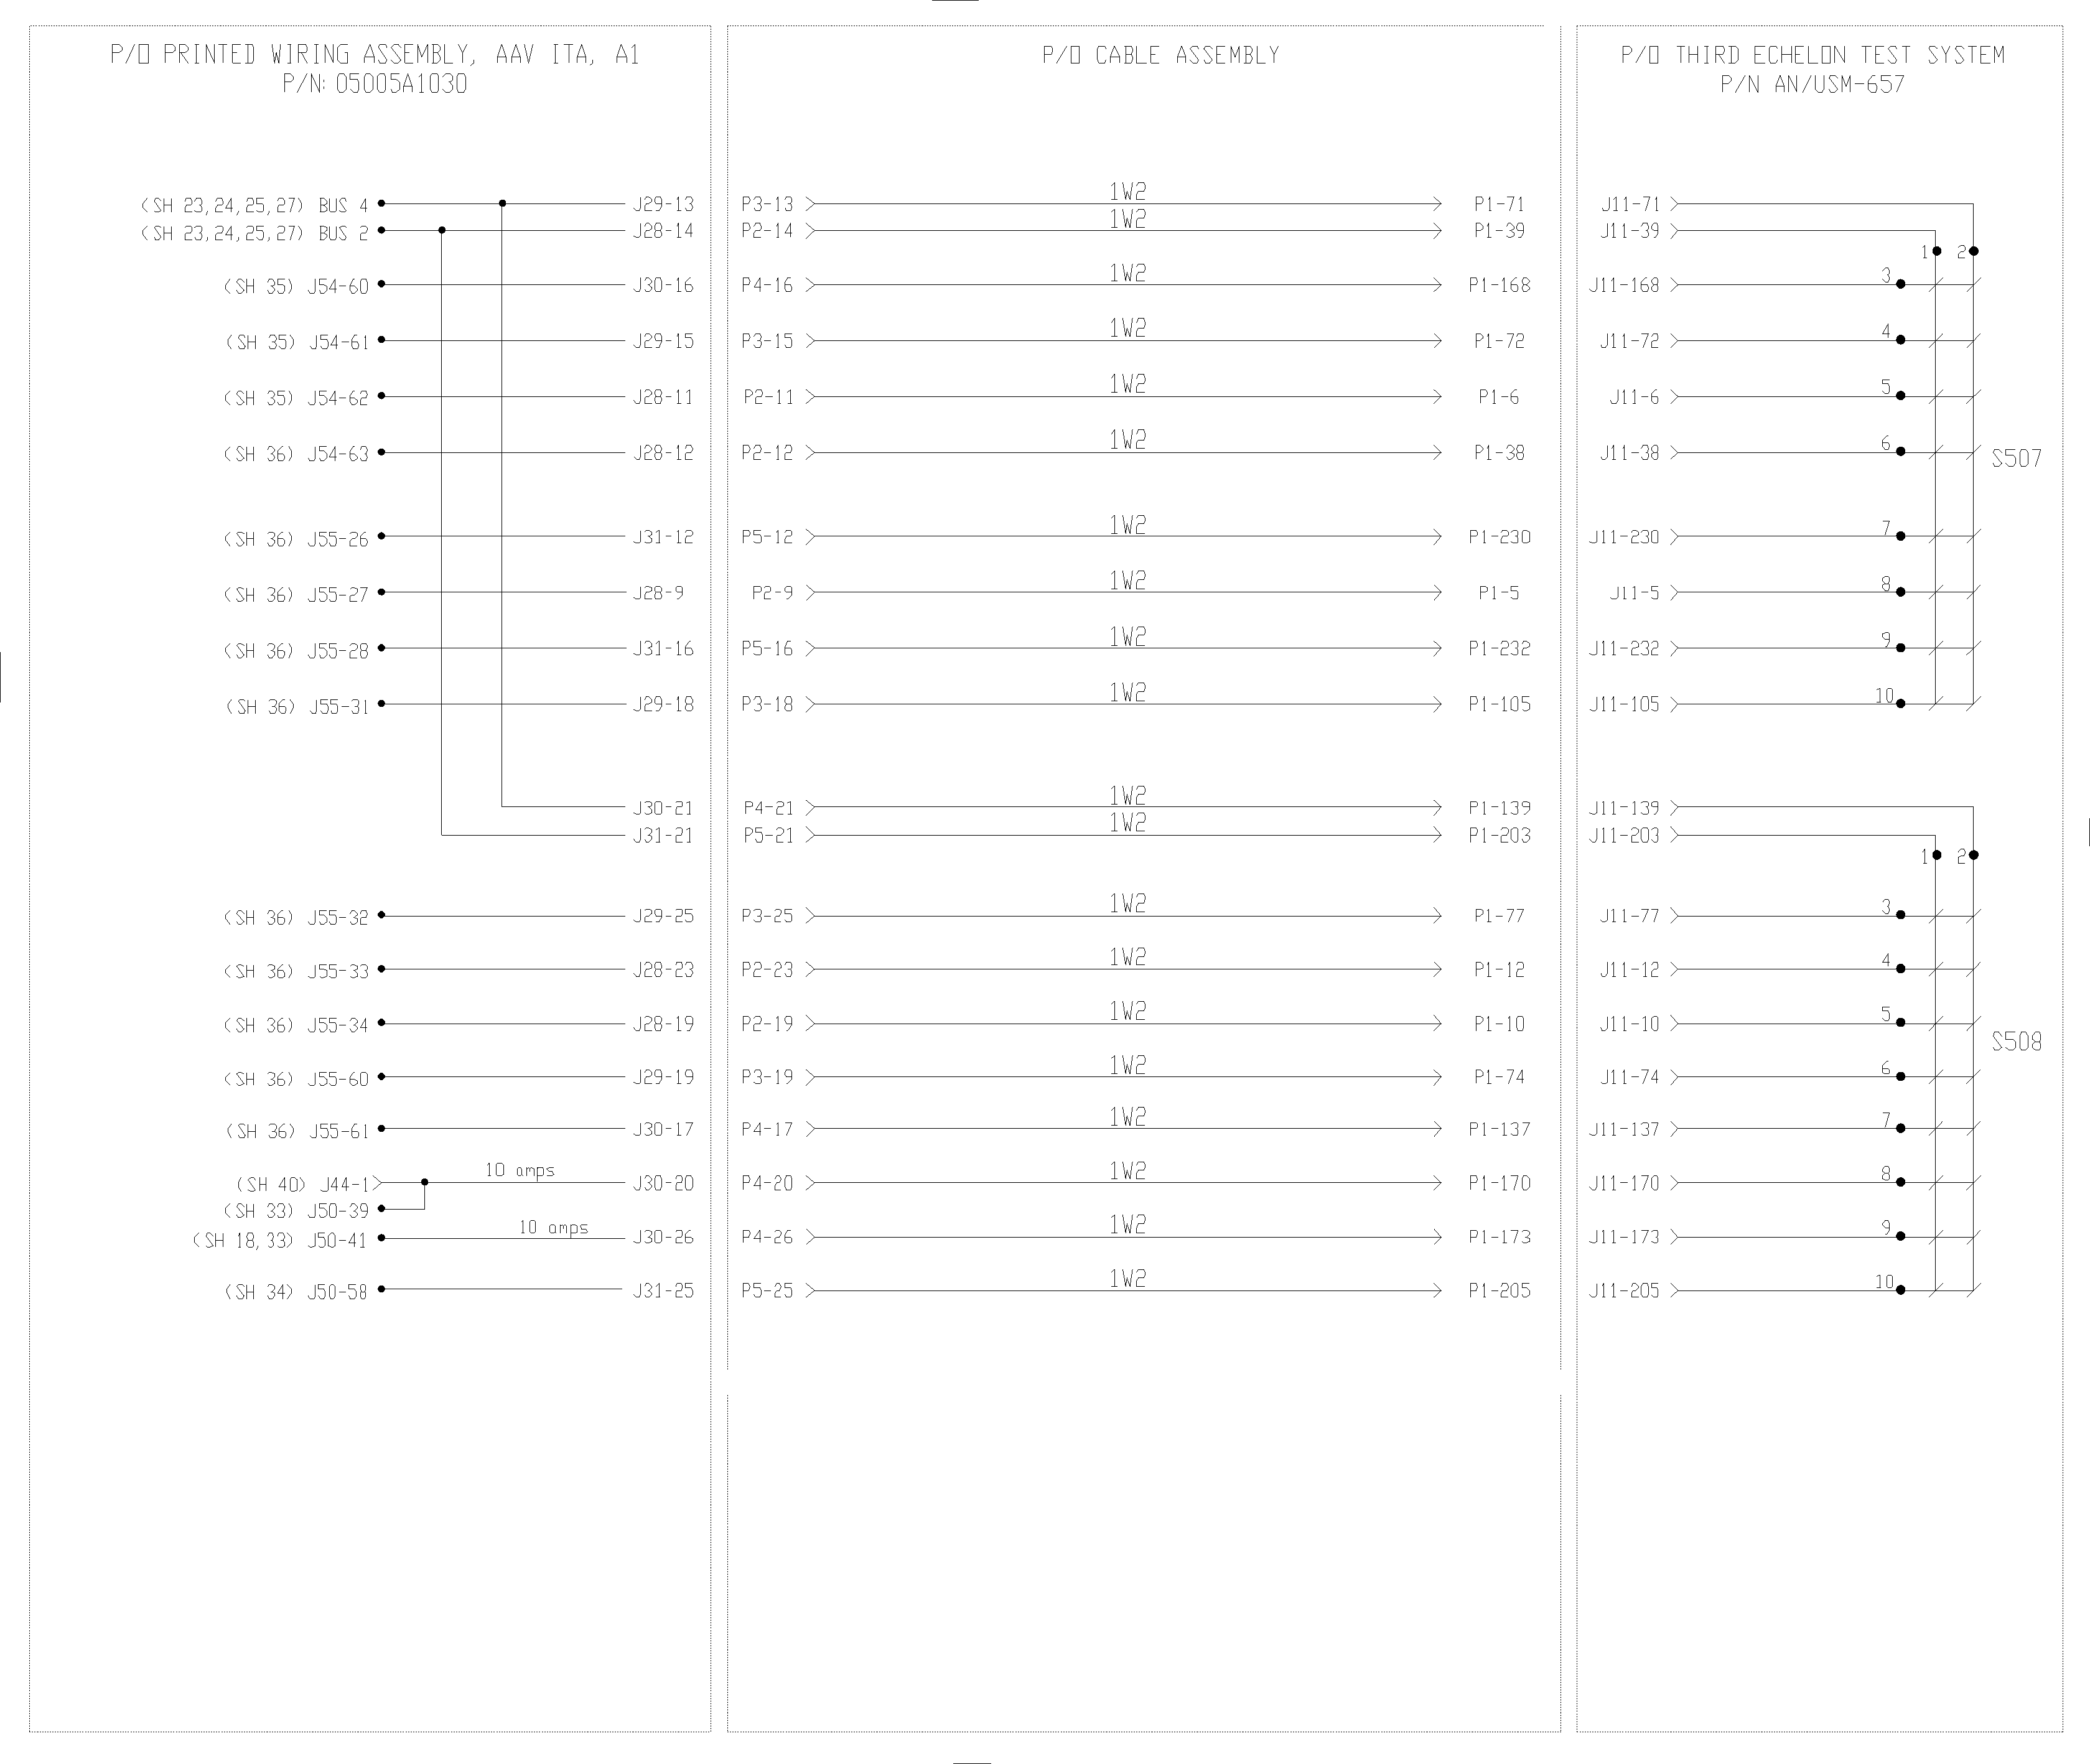 P/O PRINTED WIRING ASSEMBLY, AAV ITA, A1
P/N: 05005A1030
P/O CABLE ASSEMBLY
P/O THIRD ECHELON TEST SYSTEM
P/N AN/USM-657
(SH 23,24,25,27) BUS 4 J29-13 P3-13 1W2 P1-71 J11-71
(SH 23,24,25,27) BUS 2 J28-14 P2-14 1W2 P1-39 J11-39
1 2
(SH 35) J54-60 J30-16 P4-16 1W2 P1-168 J11-168 3
(SH 35) J54-61 J29-15 P3-15 1W2 P1-72 J11-72 4
(SH 35) J54-62 J28-11 P2-11 1W2 P1-6 J11-6 5
(SH 36) J54-63 J28-12 P2-12 1W2 P1-38 J11-38 6
S507
(SH 36) J55-26 J31-12 P5-12 1W2 P1-230 J11-230 7
(SH 36) J55-27 J28-9 P2-9 1W2 P1-5 J11-5 8
(SH 36) J55-28 J31-16 P5-16 1W2 P1-232 J11-232 9
(SH 36) J55-31 J29-18 P3-18 1W2 P1-105 J11-105 10
J30-21 P4-21 1W2 P1-139 J11-139
J31-21 P5-21 1W2 P1-203 J11-203
1 2
(SH 36) J55-32 J29-25 P3-25 1W2 P1-77 J11-77 3
(SH 36) J55-33 J28-23 P2-23 1W2 P1-12 J11-12 4
(SH 36) J55-34 J28-19 P2-19 1W2 P1-10 J11-10 5
S508
(SH 36) J55-60 J29-19 P3-19 1W2 P1-74 J11-74 6
(SH 36) J55-61 J30-17 P4-17 1W2 P1-137 J11-137 7
(SH 40) J44-1 10 amps J30-20 P4-20 1W2 P1-170 J11-170 8
(SH 33) J50-39
(SH 18,33) J50-41 10 amps J30-26 P4-26 1W2 P1-173 J11-173 9
(SH 34) J50-58 J31-25 P5-25 1W2 P1-205 J11-205 10